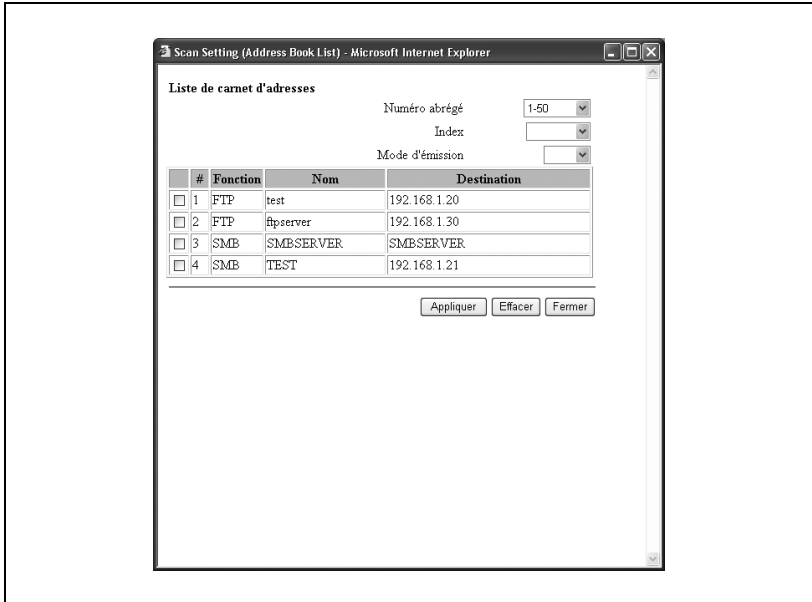 Scan Setting (Address Book List) - Microsoft Internet Explorer
Liste de carnet d'adresses
Numéro abrégé 1-50
Index
Mode d'émission
# Fonction Nom Destination
1 FTP test 192.168.1.20
2 FTP ftpserver 192.168.1.30
3 SMB SMBSERVER SMBSERVER
4 SMB TEST 192.168.1.21
Appliquer Effacer Fermer